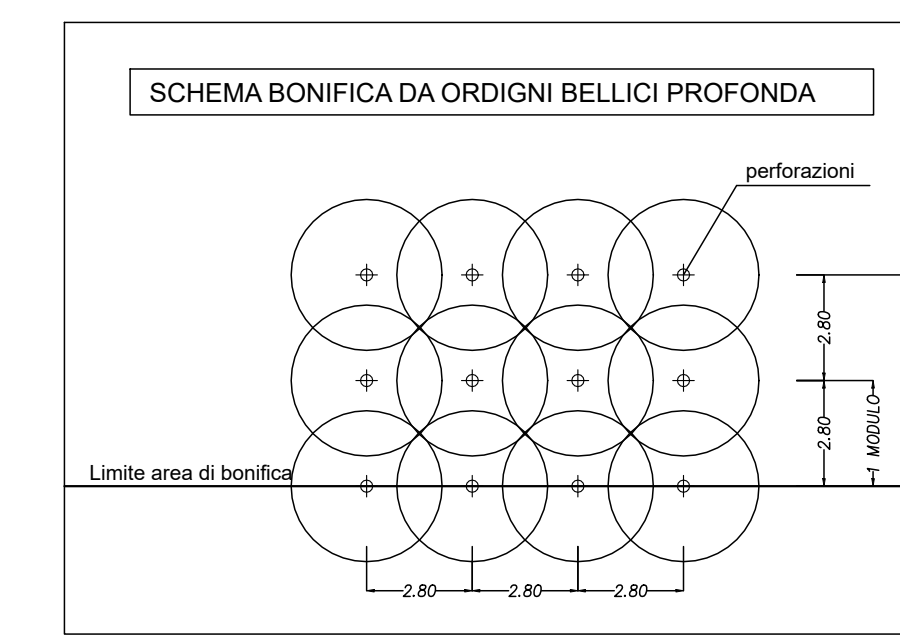 SCHEMA BONIFICA DA ORDIGNI BELLICI PROFONDA
perforazioni
2.80
2.80
1 MODULO
Limite area di bonifica
2.80
2.80
2.80